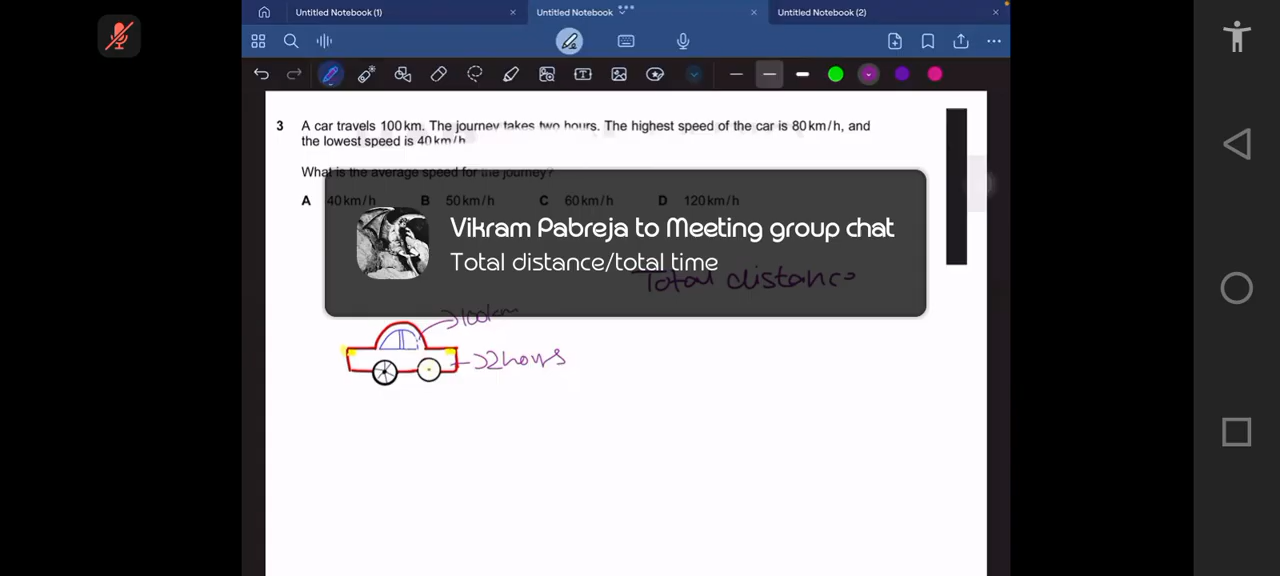 Untitled Notebook (1)
Untitled Notebook
Untitled Notebook (2)
3 A car travels 100 km. The journey takes two hours. The highest speed of the car is 80 km/h, and
the lowest speed is 40 km/h
What is the average speed for the journey?
A 40 km/h B 50 km/h C 60 km/h D 120 km/h
Vikram Pabreja to Meeting group chat
Total distance/total time
Total distance
100km
2 hours